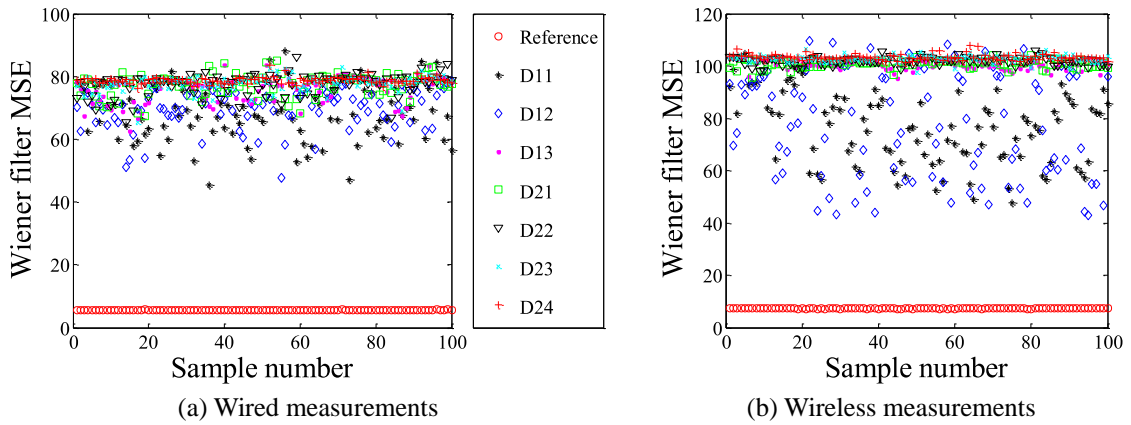 Wiener filter MSE
100
80
60
40
20
0
0 20 40 60 80 100
Sample number
(a) Wired measurements
Reference
D11
D12
D13
D21
D22
D23
D24
Wiener filter MSE
120
100
80
60
40
20
0
0 20 40 60 80 100
Sample number
(b) Wireless measurements